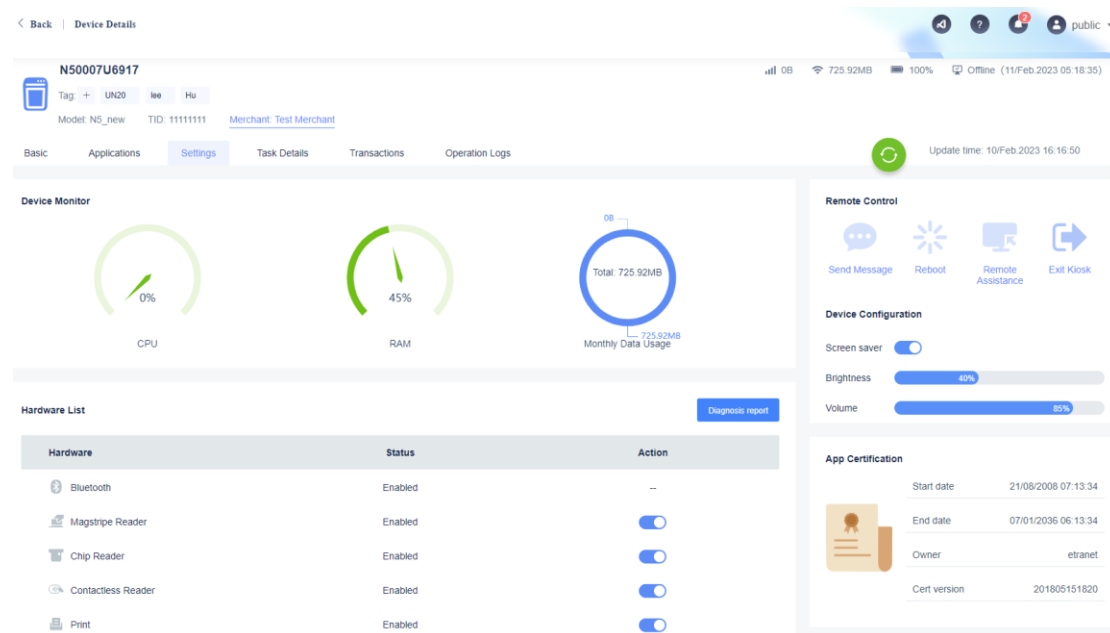 Back | Device Details
2
public
N50007U6917
0B 725.92MB 100% Offline (11/Feb.2023 05:18:35)
Tag: + UN20 lee Hu
Model: N5_new TID: 11111111 Merchant: Test Merchant
Basic Applications Settings Task Details Transactions Operation Logs
Update time: 10/Feb.2023 16:16:50
Device Monitor
0%
CPU
45%
RAM
0B
Total: 725.92MB
725.92MB
Monthly Data Usage
Remote Control
Send Message Reboot Remote Assistance Exit Kiosk
Device Configuration
Screen saver
Brightness 40%
Volume 85%
Hardware List Diagnosis report
Hardware Status Action
Bluetooth Enabled --
Magstripe Reader Enabled
Chip Reader Enabled
Contactless Reader Enabled
Print Enabled
App Certification
Start date 21/08/2008 07:13:34
End date 07/01/2036 06:13:34
Owner etranet
Cert version 201805151820